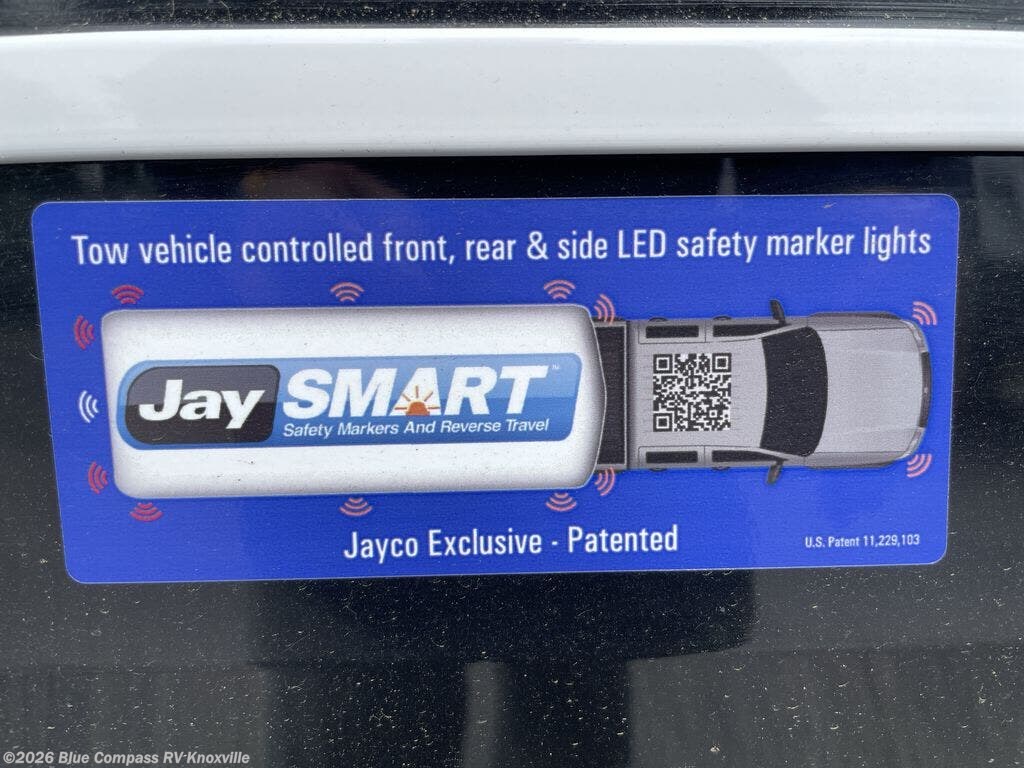 Tow vehicle controlled front, rear & side LED safety marker lights
Jay SMART™
Safety Markers And Reverse Travel
Jayco Exclusive - Patented
U.S. Patent 11,229,103
©2026 Blue Compass RV Knoxville